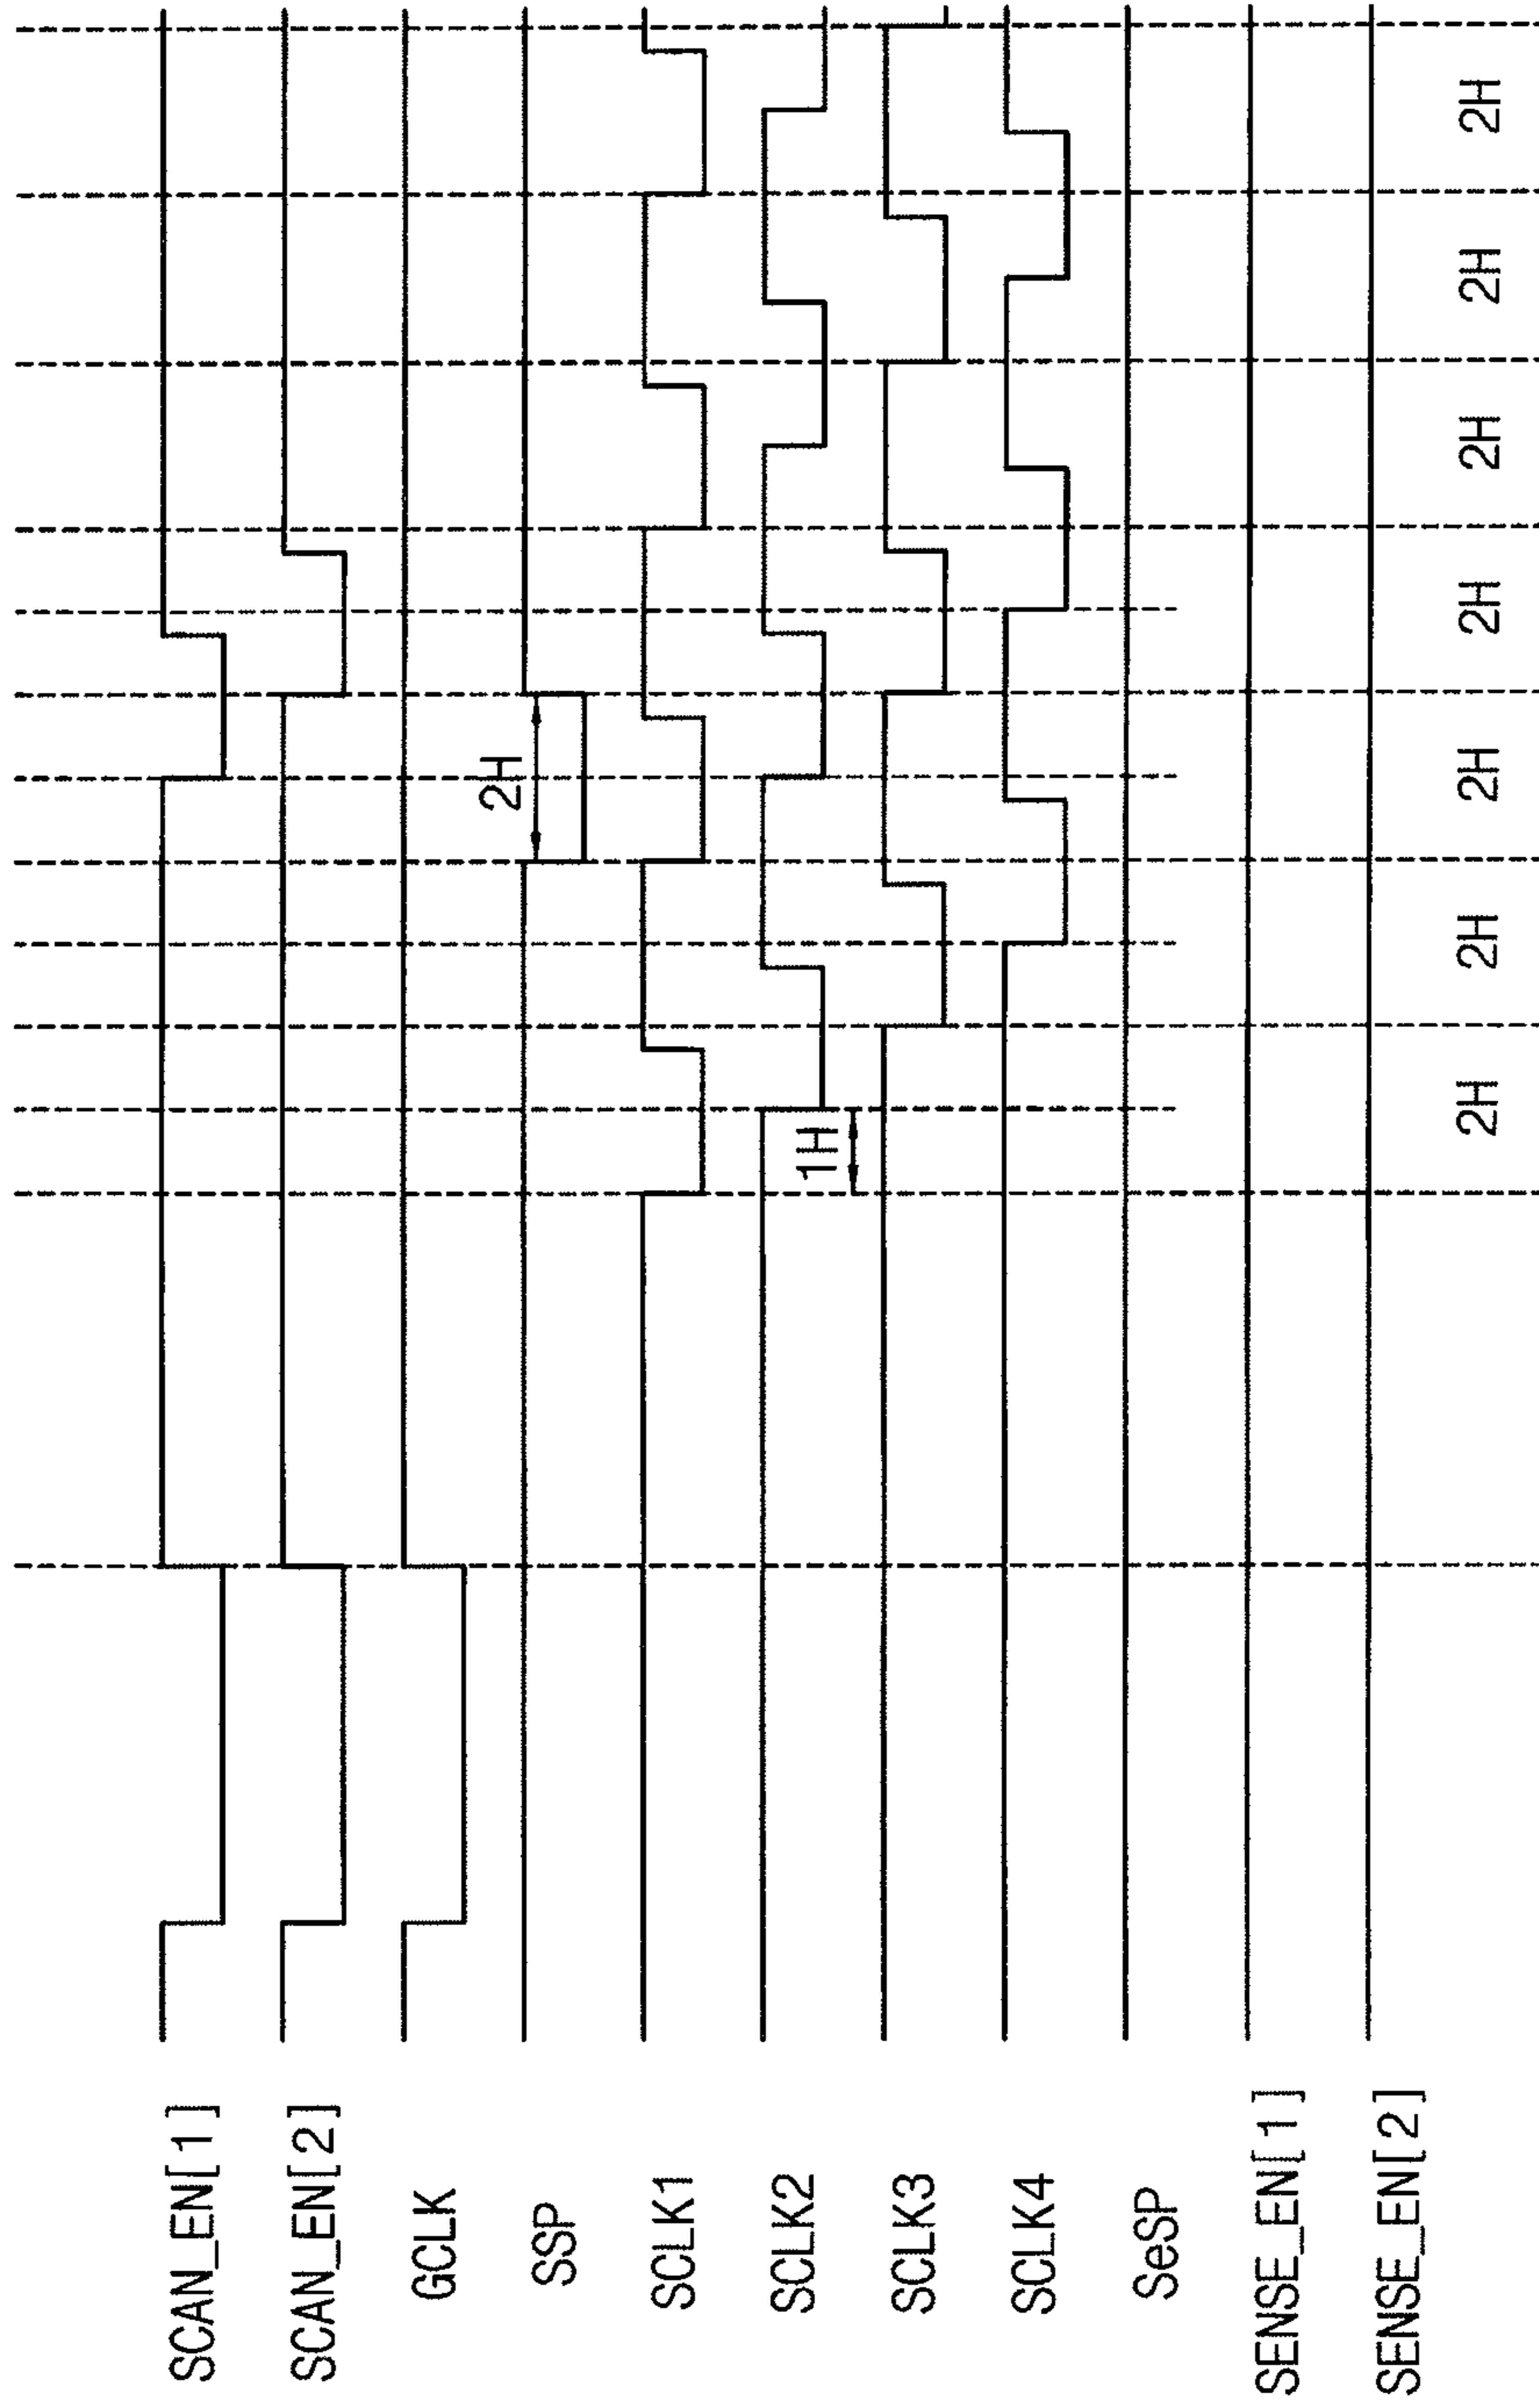 SCAN_EN[1]
SCAN_EN[2]
GCLK
SSP
2H
SCLK1
SCLK2
1H
SCLK3
SCLK4
SeSP
SENSE_EN[1]
SENSE_EN[2]
2H 2H 2H 2H 2H 2H 2H